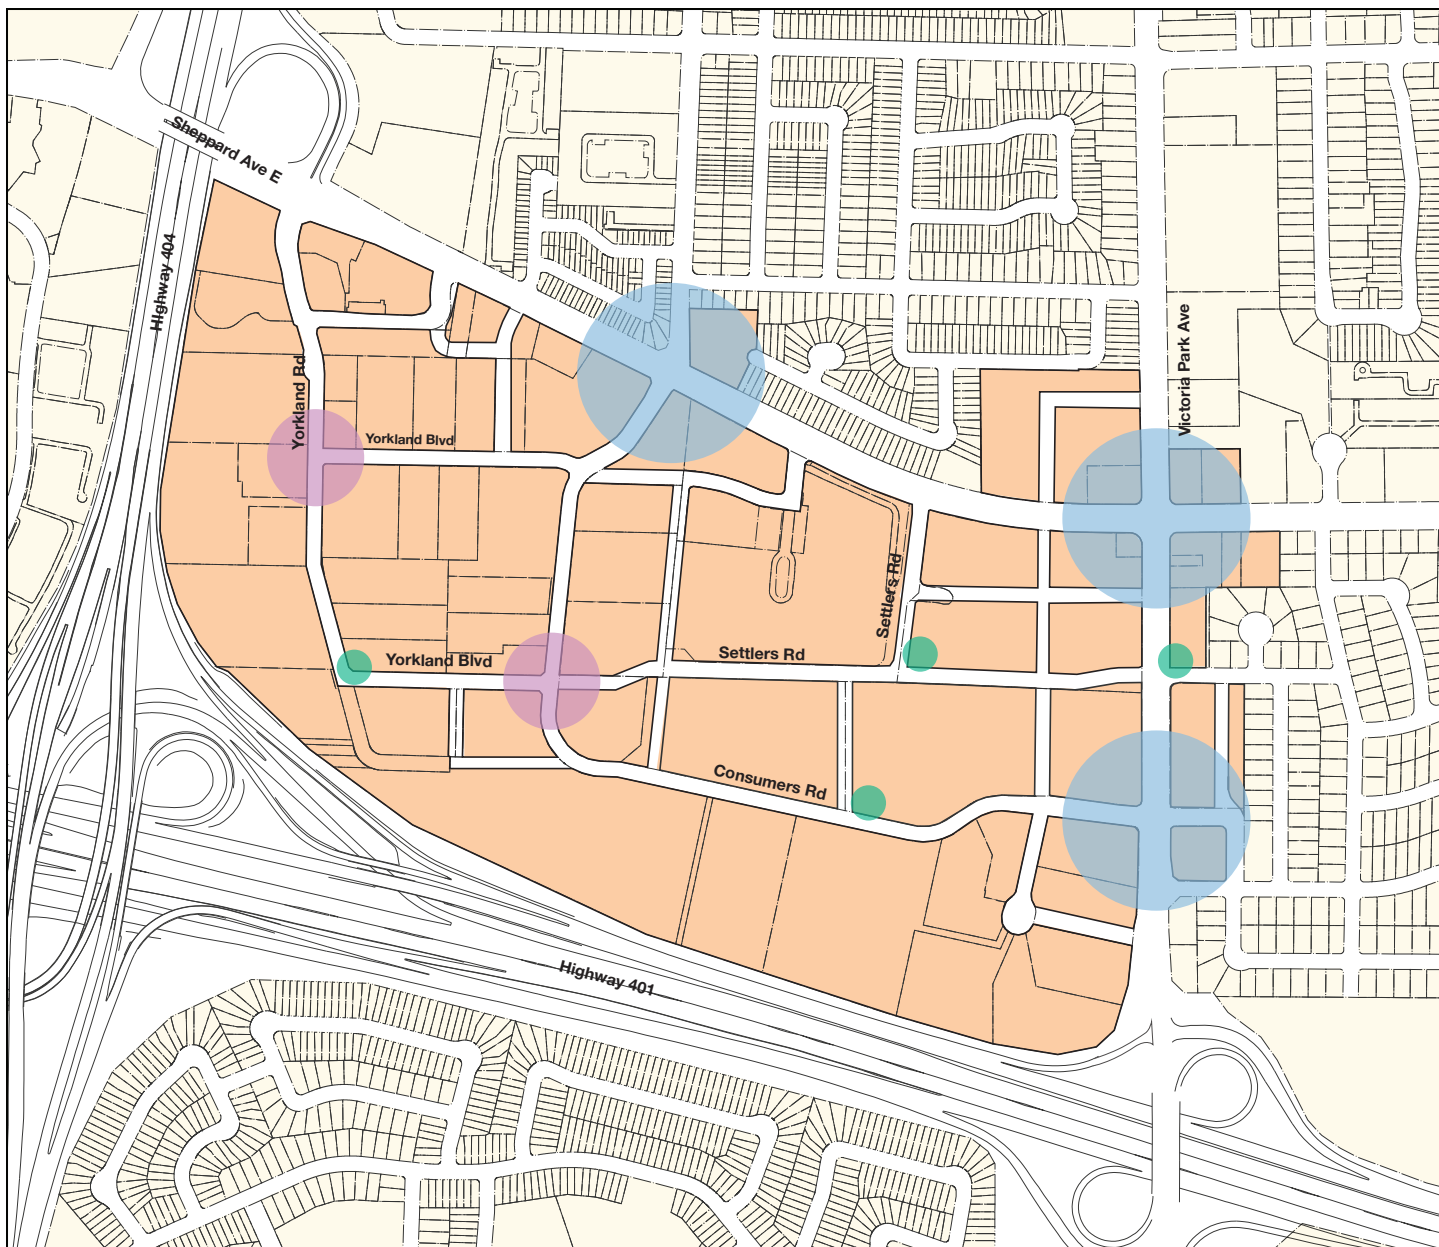 Sheppard Ave E
HIghway 404
Victoria Park Ave
Yorkland Rd
Yorkland Blvd
Settlers Rd
Yorkland Blvd
Settlers Rd
Consumers Rd
Highway 401